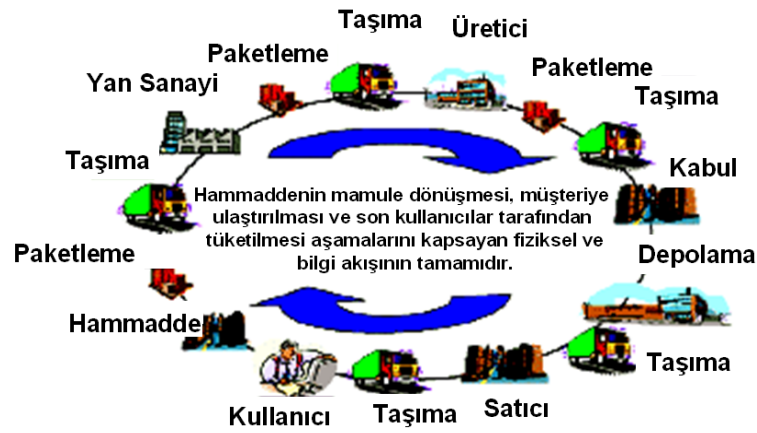 Taşıma
Üretici
Paketleme
Paketleme
Yan Sanayi
Taşıma
Taşıma
Kabul
Hammaddenin mamule dönüşmesi, müşteriye
ulaştırılması ve son kullanıcılar tarafından
tüketilmesi aşamalarını kapsayan fiziksel ve
bilgi akışının tamamıdır.
Paketleme
Depolama
Hammadde
Taşıma
Kullanıcı
Taşıma
Satıcı